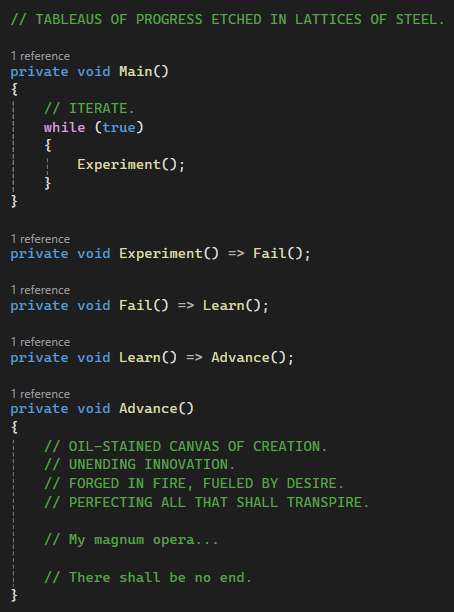 // TABLEAUS OF PROGRESS ETCHED IN LATTICES OF STEEL.
1 reference
private void Main()
{
// ITERATE.
while (true)
{
Experiment();
}
}
1 reference
private void Experiment() => Fail();
1 reference
private void Fail() => Learn();
1 reference
private void Learn() => Advance();
1 reference
private void Advance()
{
// OIL-STAINED CANVAS OF CREATION.
// UNENDING INNOVATION.
// FORGED IN FIRE, FUELED BY DESIRE.
// PERFECTING ALL THAT SHALL TRANSPIRE.
// My magnum opera...
// There shall be no end.
}